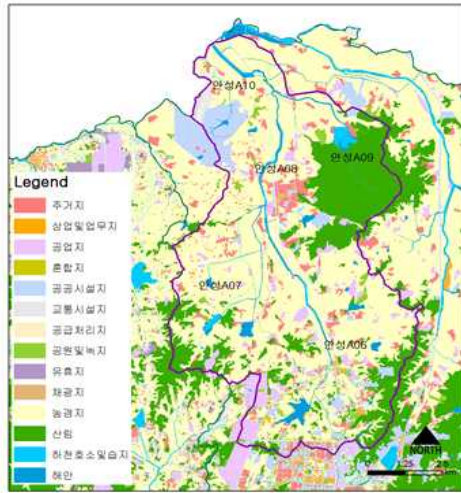 안성A10
안성A09
안성A08
안성A07
안성A06
Legend
주거지
상업및업무지
공업지
혼합지
공공시설지
교통시설지
공급처리지
공원및녹지
유휴지
채광지
농경지
산림
하천호소및습지
해안
NORTH